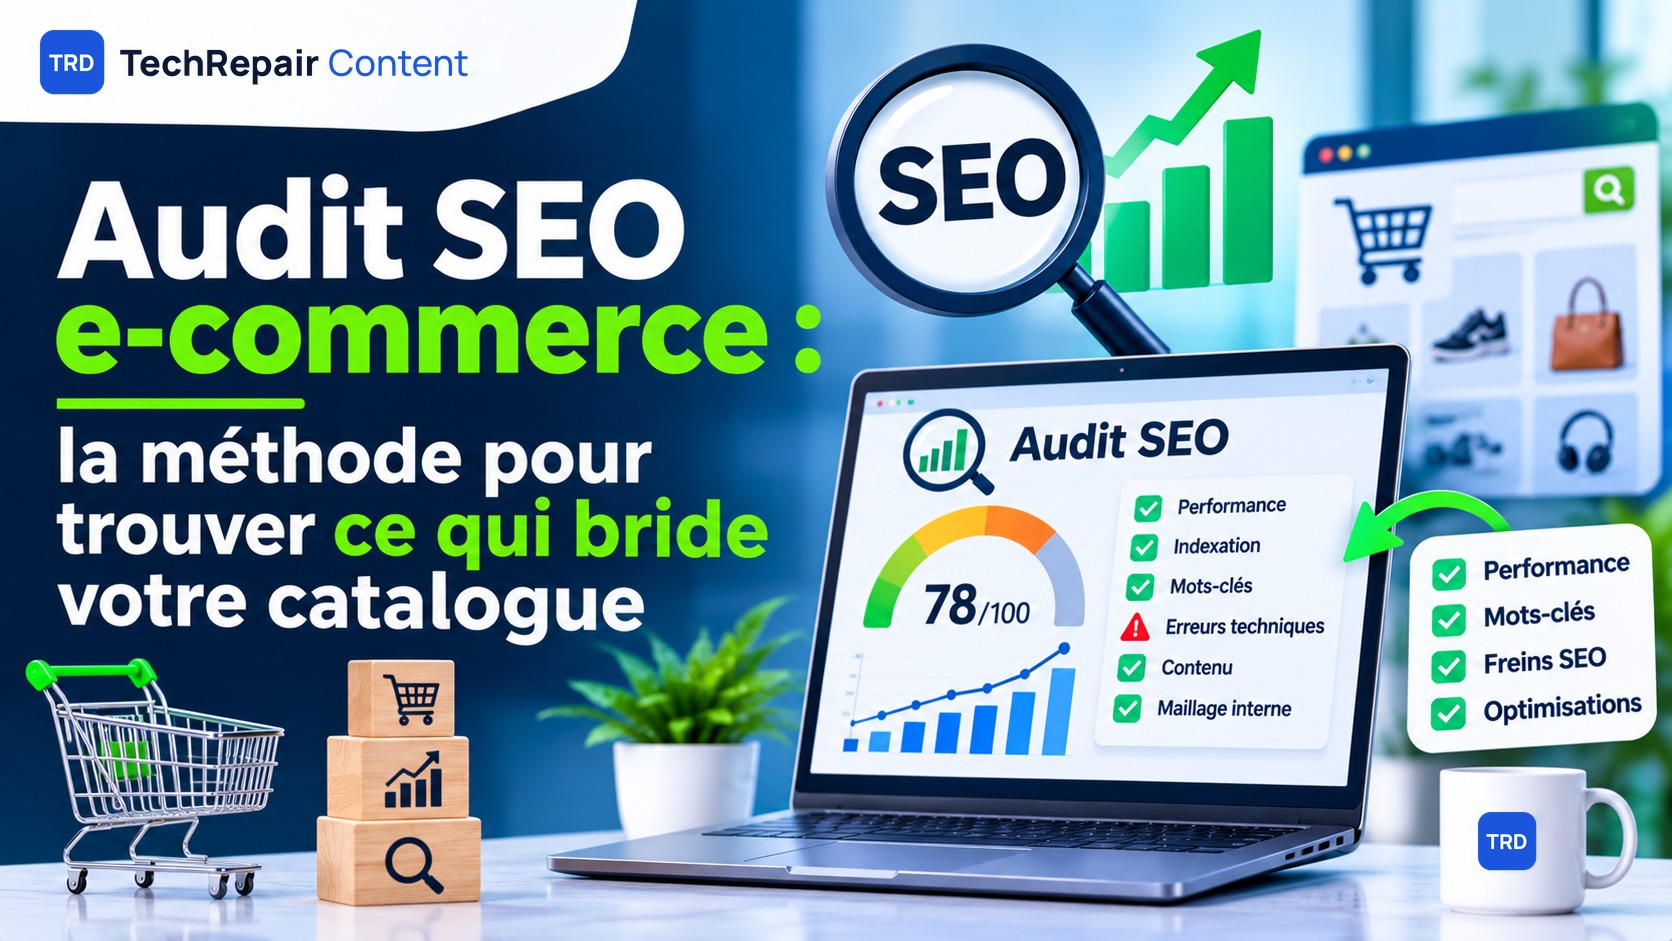 TRD TechRepair Content
Audit SEO
e-commerce :
la méthode pour
trouver ce qui bride
votre catalogue
SEO
Audit SEO
78/100
Performance
Indexation
Mots-clés
Erreurs techniques
Contenu
Maillage interne
Performance
Mots-clés
Freins SEO
Optimisations
TRD